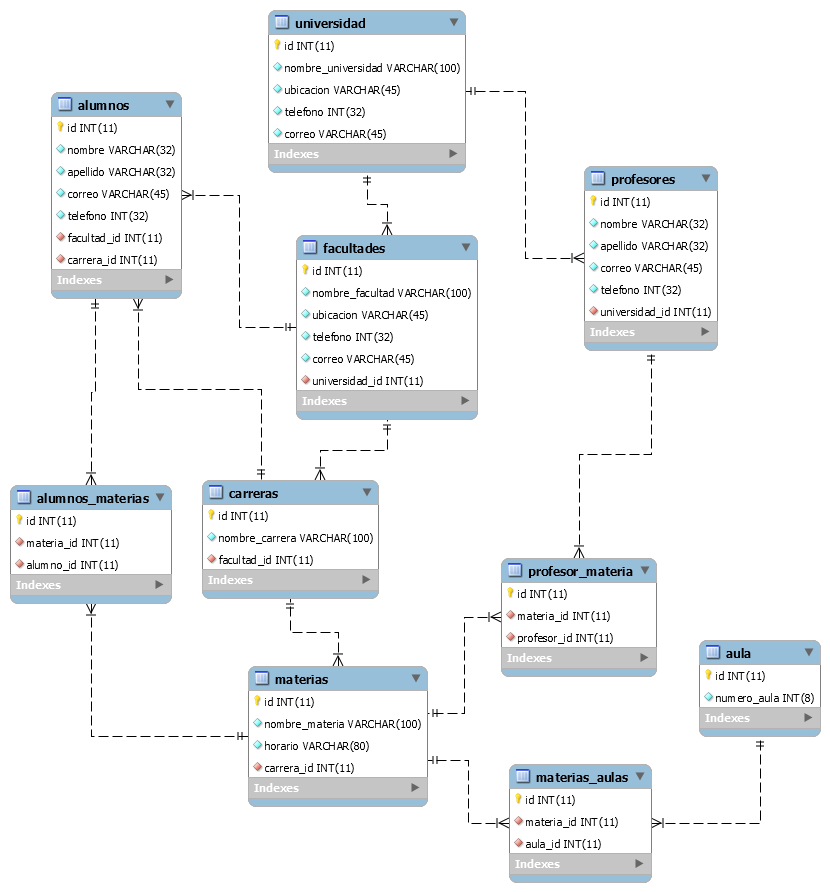 universidad
id INT(11)
nombre_universidad VARCHAR(100)
ubicacion VARCHAR(45)
telefono INT(32)
correo VARCHAR(45)
Indexes
alumnos
id INT(11)
nombre VARCHAR(32)
apellido VARCHAR(32)
correo VARCHAR(45)
telefono INT(32)
facultad_id INT(11)
carrera_id INT(11)
Indexes
profesores
id INT(11)
nombre VARCHAR(32)
apellido VARCHAR(32)
correo VARCHAR(45)
telefono INT(32)
universidad_id INT(11)
Indexes
facultades
id INT(11)
nombre_facultad VARCHAR(100)
ubicacion VARCHAR(45)
telefono INT(32)
correo VARCHAR(45)
universidad_id INT(11)
Indexes
alumnos_materias
id INT(11)
materia_id INT(11)
alumno_id INT(11)
Indexes
carreras
id INT(11)
nombre_carrera VARCHAR(100)
facultad_id INT(11)
Indexes
profesor_materia
id INT(11)
materia_id INT(11)
profesor_id INT(11)
Indexes
aula
id INT(11)
numero_aula INT(8)
Indexes
materias
id INT(11)
nombre_materia VARCHAR(100)
horario VARCHAR(80)
carrera_id INT(11)
Indexes
materias_aulas
id INT(11)
materia_id INT(11)
aula_id INT(11)
Indexes